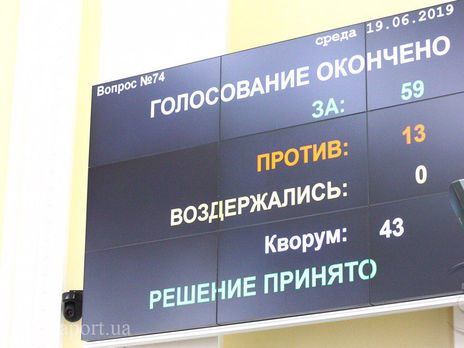 среда 19.06.2019
Вопрос №74
ГОЛОСОВАНИЕ ОКОНЧЕНО
ЗА: 59
ПРОТИВ: 13
ВОЗДЕРЖАЛИСЬ: 0
Кворум: 43
РЕШЕНИЕ ПРИНЯТО